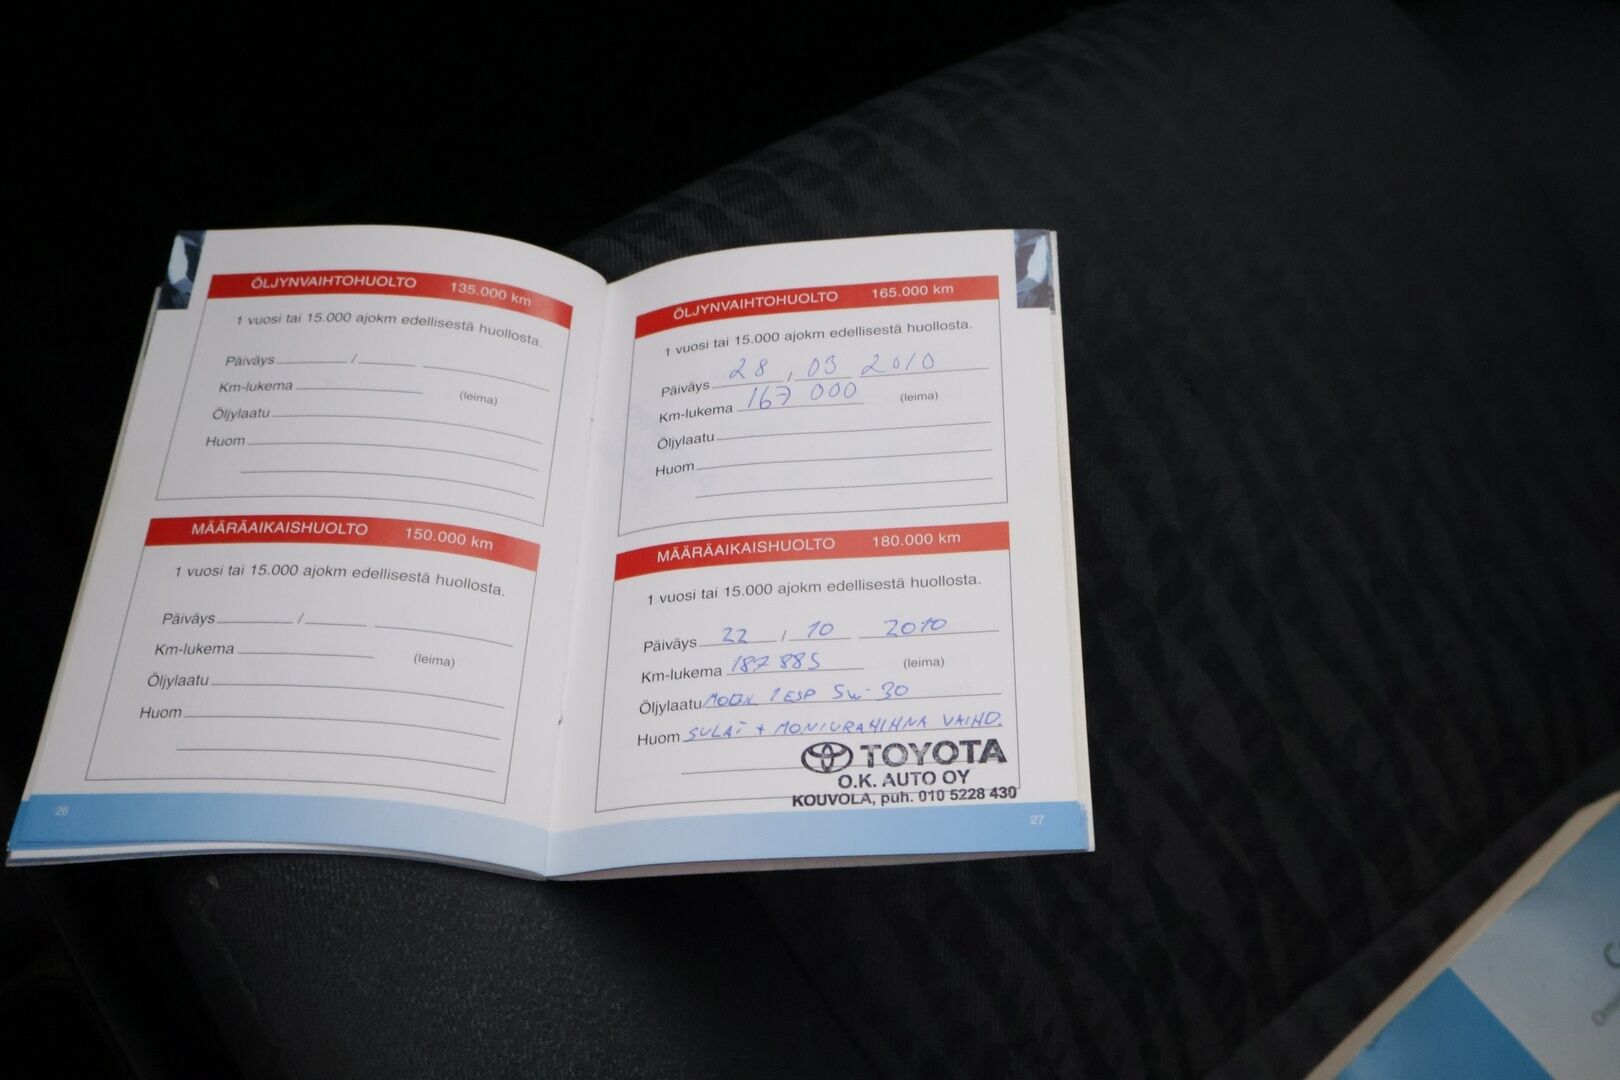 ÖLJYNVAIHTOHUOLTO 135.000 km
1 vuosi tai 15.000 ajokm edellisestä huollosta.
Päiväys / 
Km-lukema (leima)
Öljylaatu
Huom
MÄÄRÄAIKAISHUOLTO 150.000 km
1 vuosi tai 15.000 ajokm edellisestä huollosta.
Päiväys /
Km-lukema (leima)
Öljylaatu
Huom
26
ÖLJYNVAIHTOHUOLTO 165.000 km
1 vuosi tai 15.000 ajokm edellisestä huollosta.
Päiväys 28 , 03 2010
Km-lukema 167 000 (leima)
Öljylaatu
Huom
MÄÄRÄAIKAISHUOLTO 180.000 km
1 vuosi tai 15.000 ajokm edellisestä huollosta.
Päiväys 22 / 10 2010
Km-lukema 187 885 (leima)
Öljylaatu 1 ESP 5W-30
Huom + VAIHD.
TOYOTA
O.K. AUTO OY
KOUVOLA, puh. 010 5228 430
27